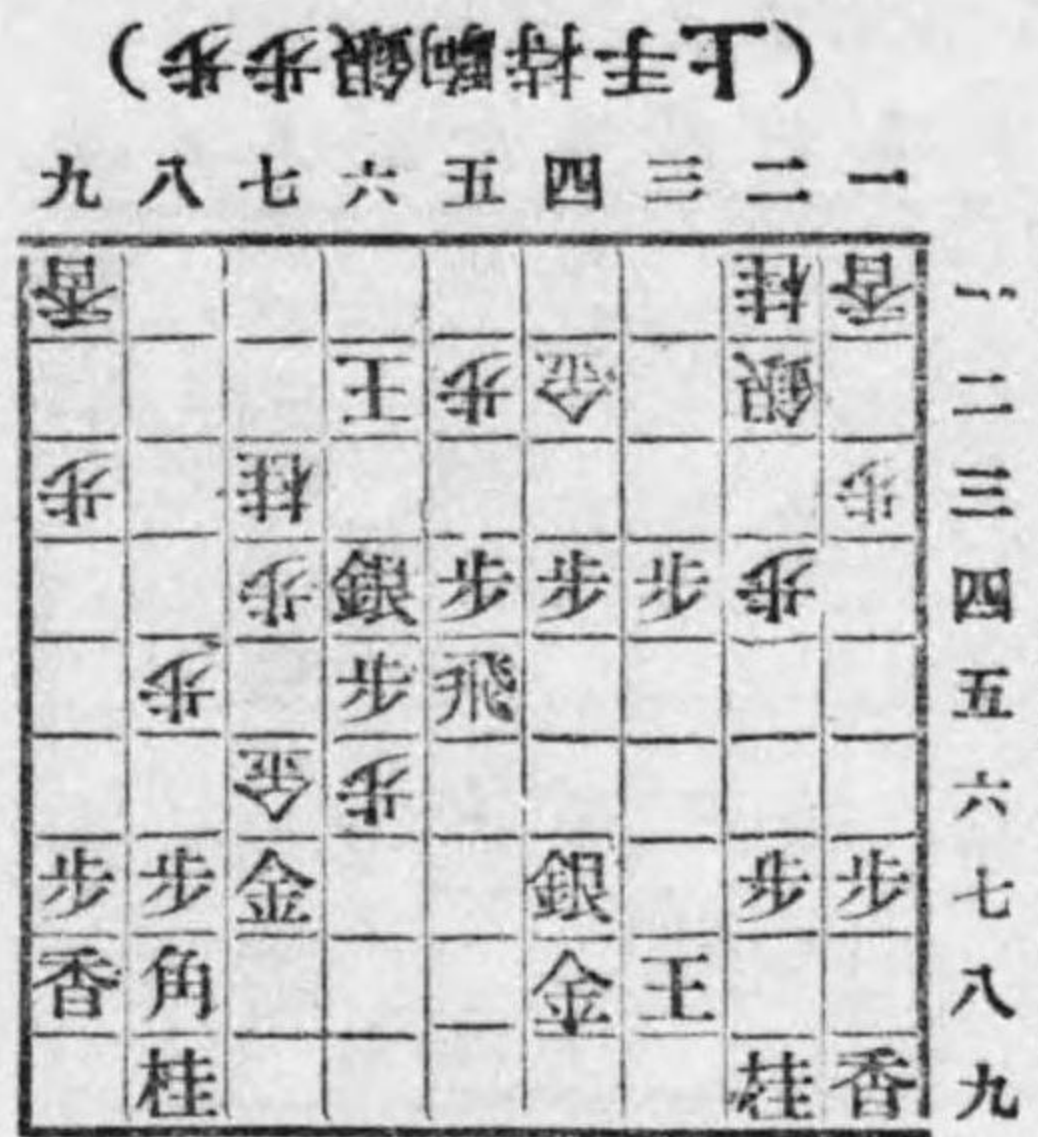 （上手持駒銀歩歩）
九 八 七 六 五 四 三 二 一
香 桂 香 一
王 歩 金 銀 二
歩 桂 歩 三
歩 銀 歩 歩 歩 歩 四
歩 歩 飛 五
金 歩 六
歩 歩 金 銀 歩 歩 七
香 角 金 王 八
桂 桂 香 九